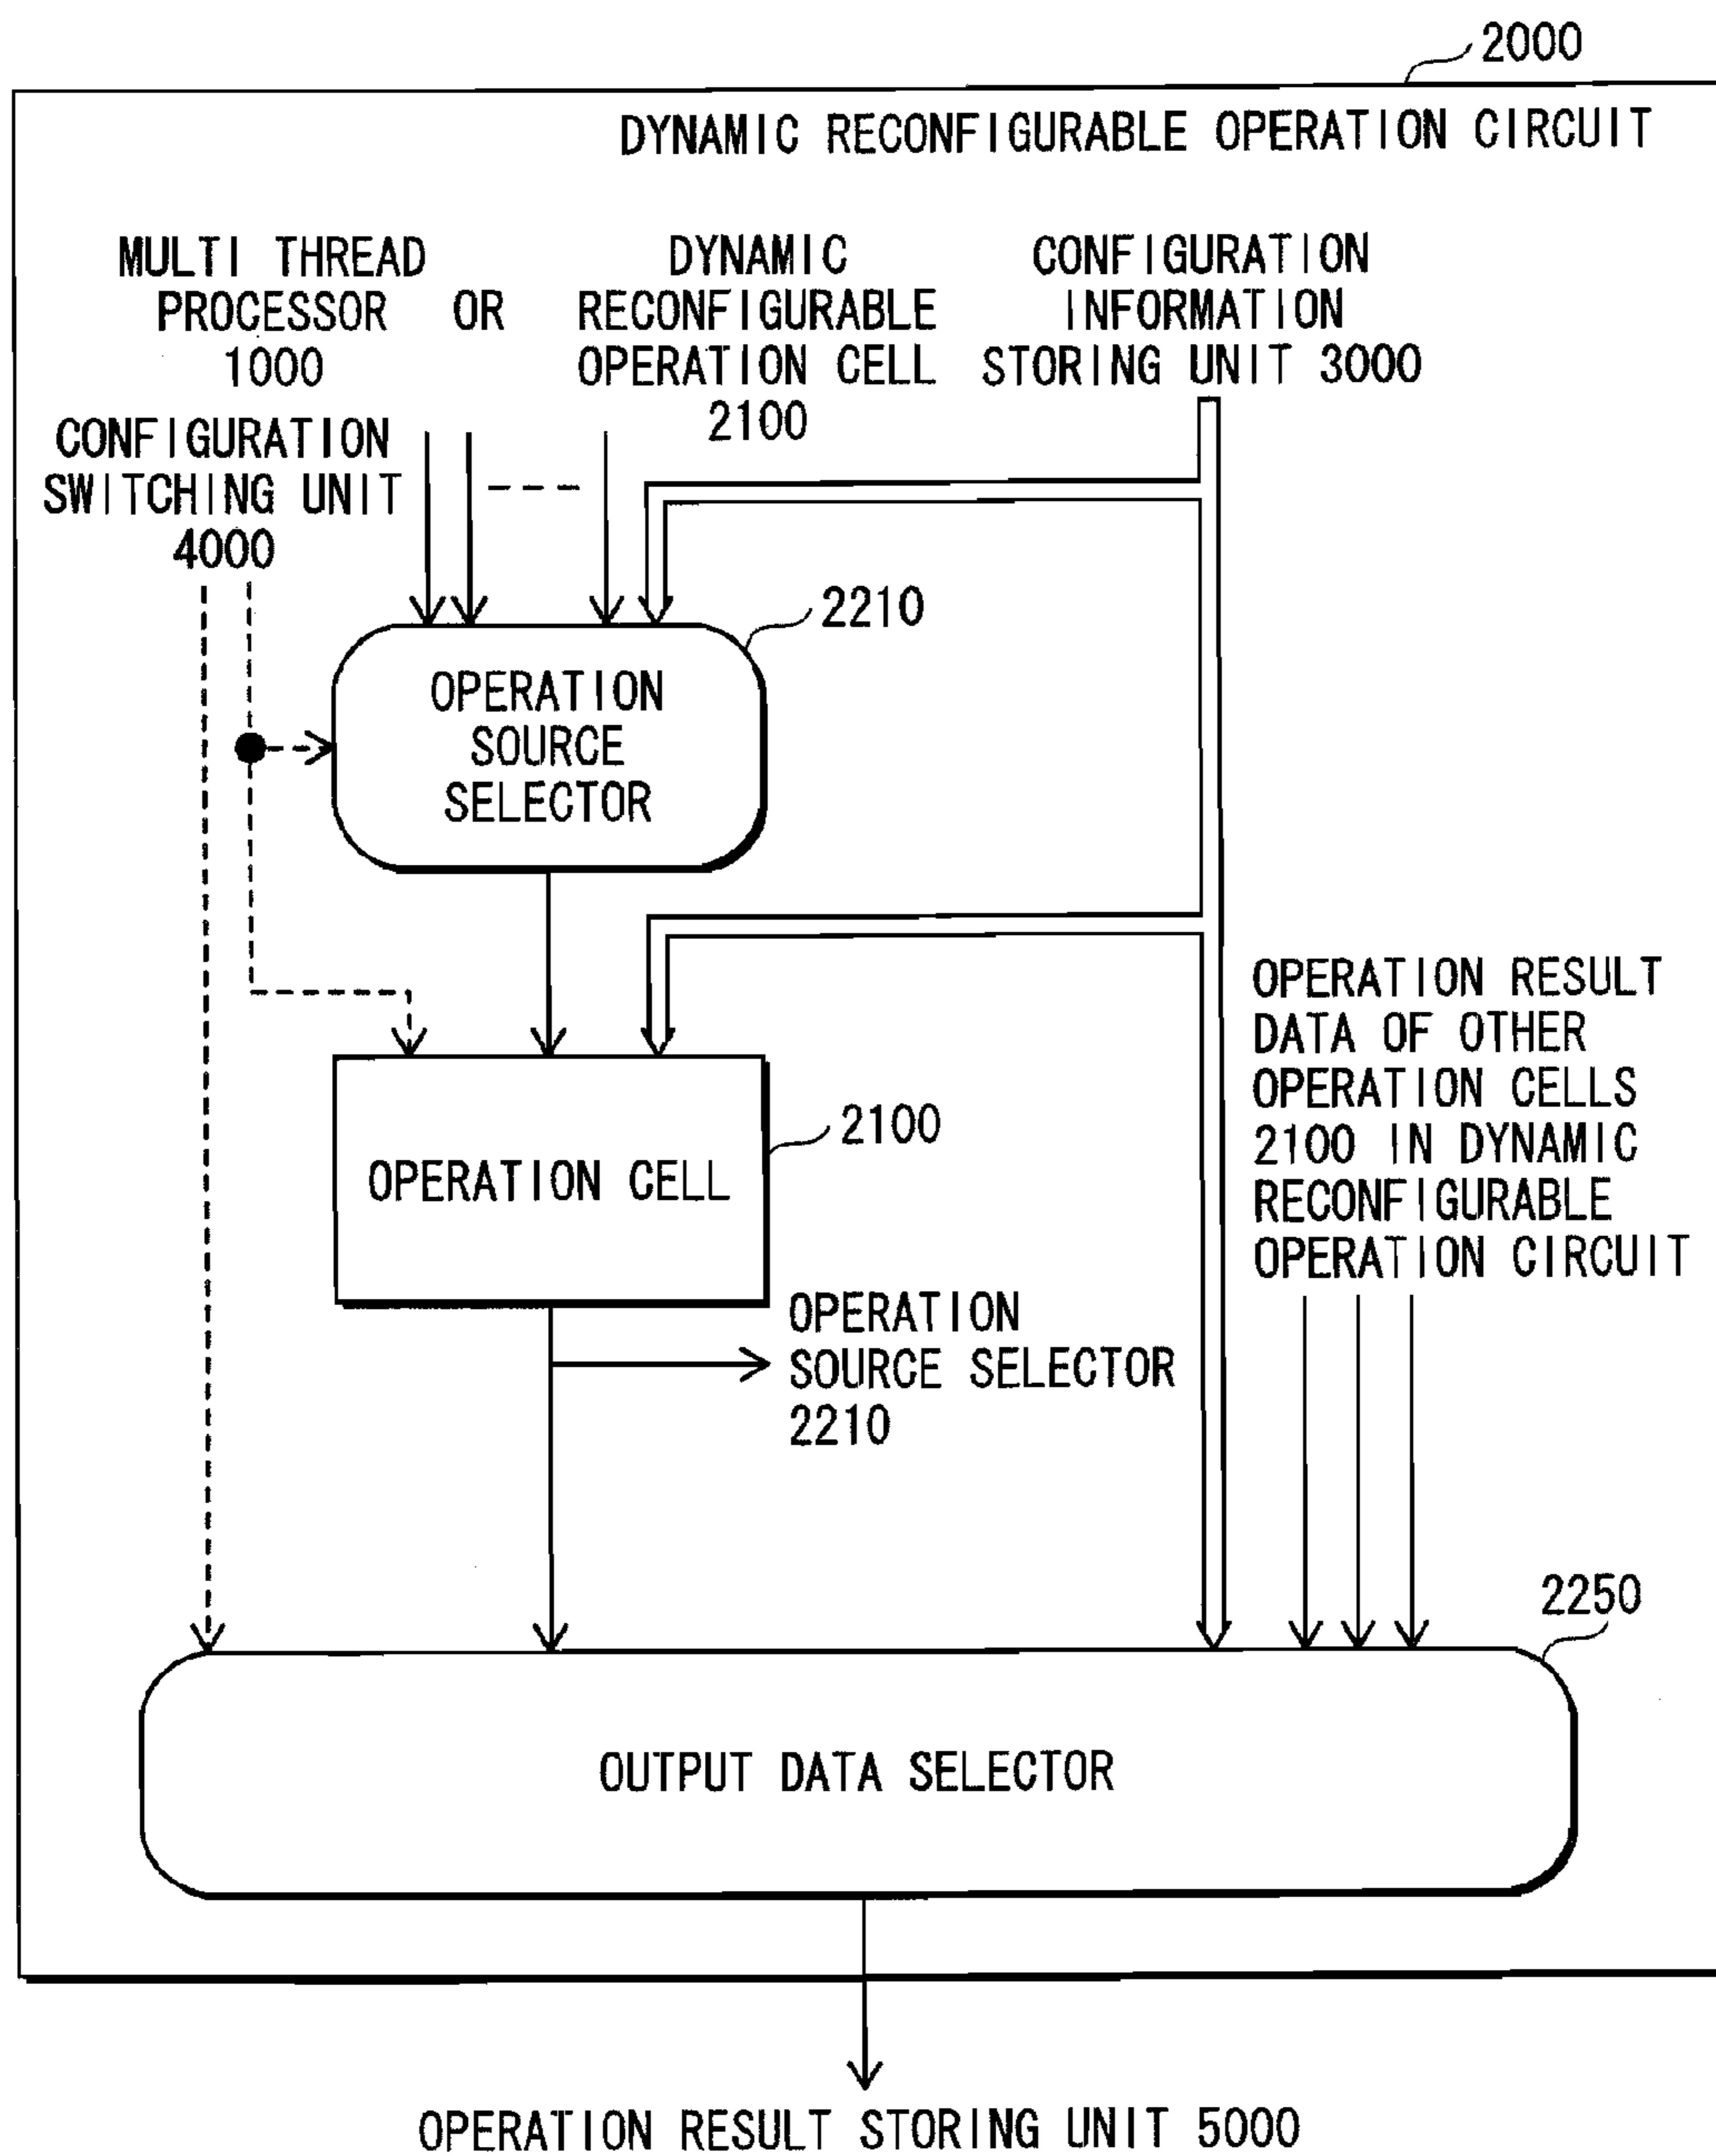 2000
DYNAMIC RECONFIGURABLE OPERATION CIRCUIT
MULTI THREAD
PROCESSOR
1000
OR
DYNAMIC
RECONFIGURABLE
OPERATION CELL
2100
CONFIGURATION
INFORMATION
STORING UNIT 3000
CONFIGURATION
SWITCHING UNIT
4000
2210
OPERATION
SOURCE
SELECTOR
OPERATION RESULT
DATA OF OTHER
OPERATION CELLS
2100 IN DYNAMIC
RECONFIGURABLE
OPERATION CIRCUIT
2100
OPERATION CELL
OPERATION
SOURCE SELECTOR
2210
2250
OUTPUT DATA SELECTOR
OPERATION RESULT STORING UNIT 5000